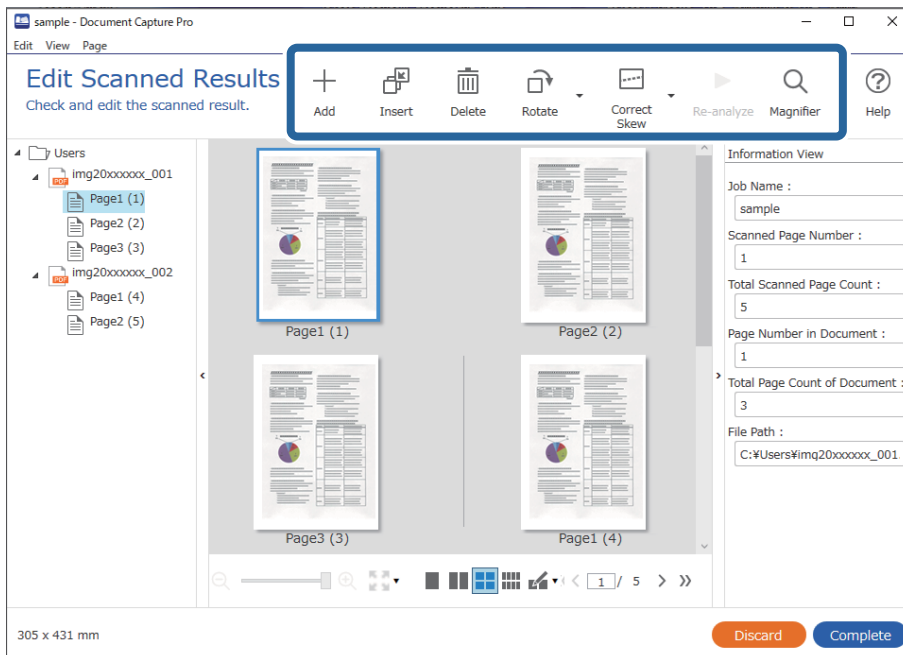 sample - Document Capture Pro
Edit View Page
Edit Scanned Results
Check and edit the scanned result.
Add Insert Delete Rotate Correct Skew Re-analyze Magnifier Help
Users
img20xxxxxx_001
Page1 (1)
Page2 (2)
Page3 (3)
img20xxxxxx_002
Page1 (4)
Page2 (5)
Page1 (1)
Page2 (2)
Page3 (3)
Page1 (4)
1 / 5
Information View
Job Name :
sample
Scanned Page Number :
1
Total Scanned Page Count :
5
Page Number in Document :
1
Total Page Count of Document :
3
File Path :
C:¥Users¥img20xxxxxx_001
305 x 431 mm
Discard
Complete